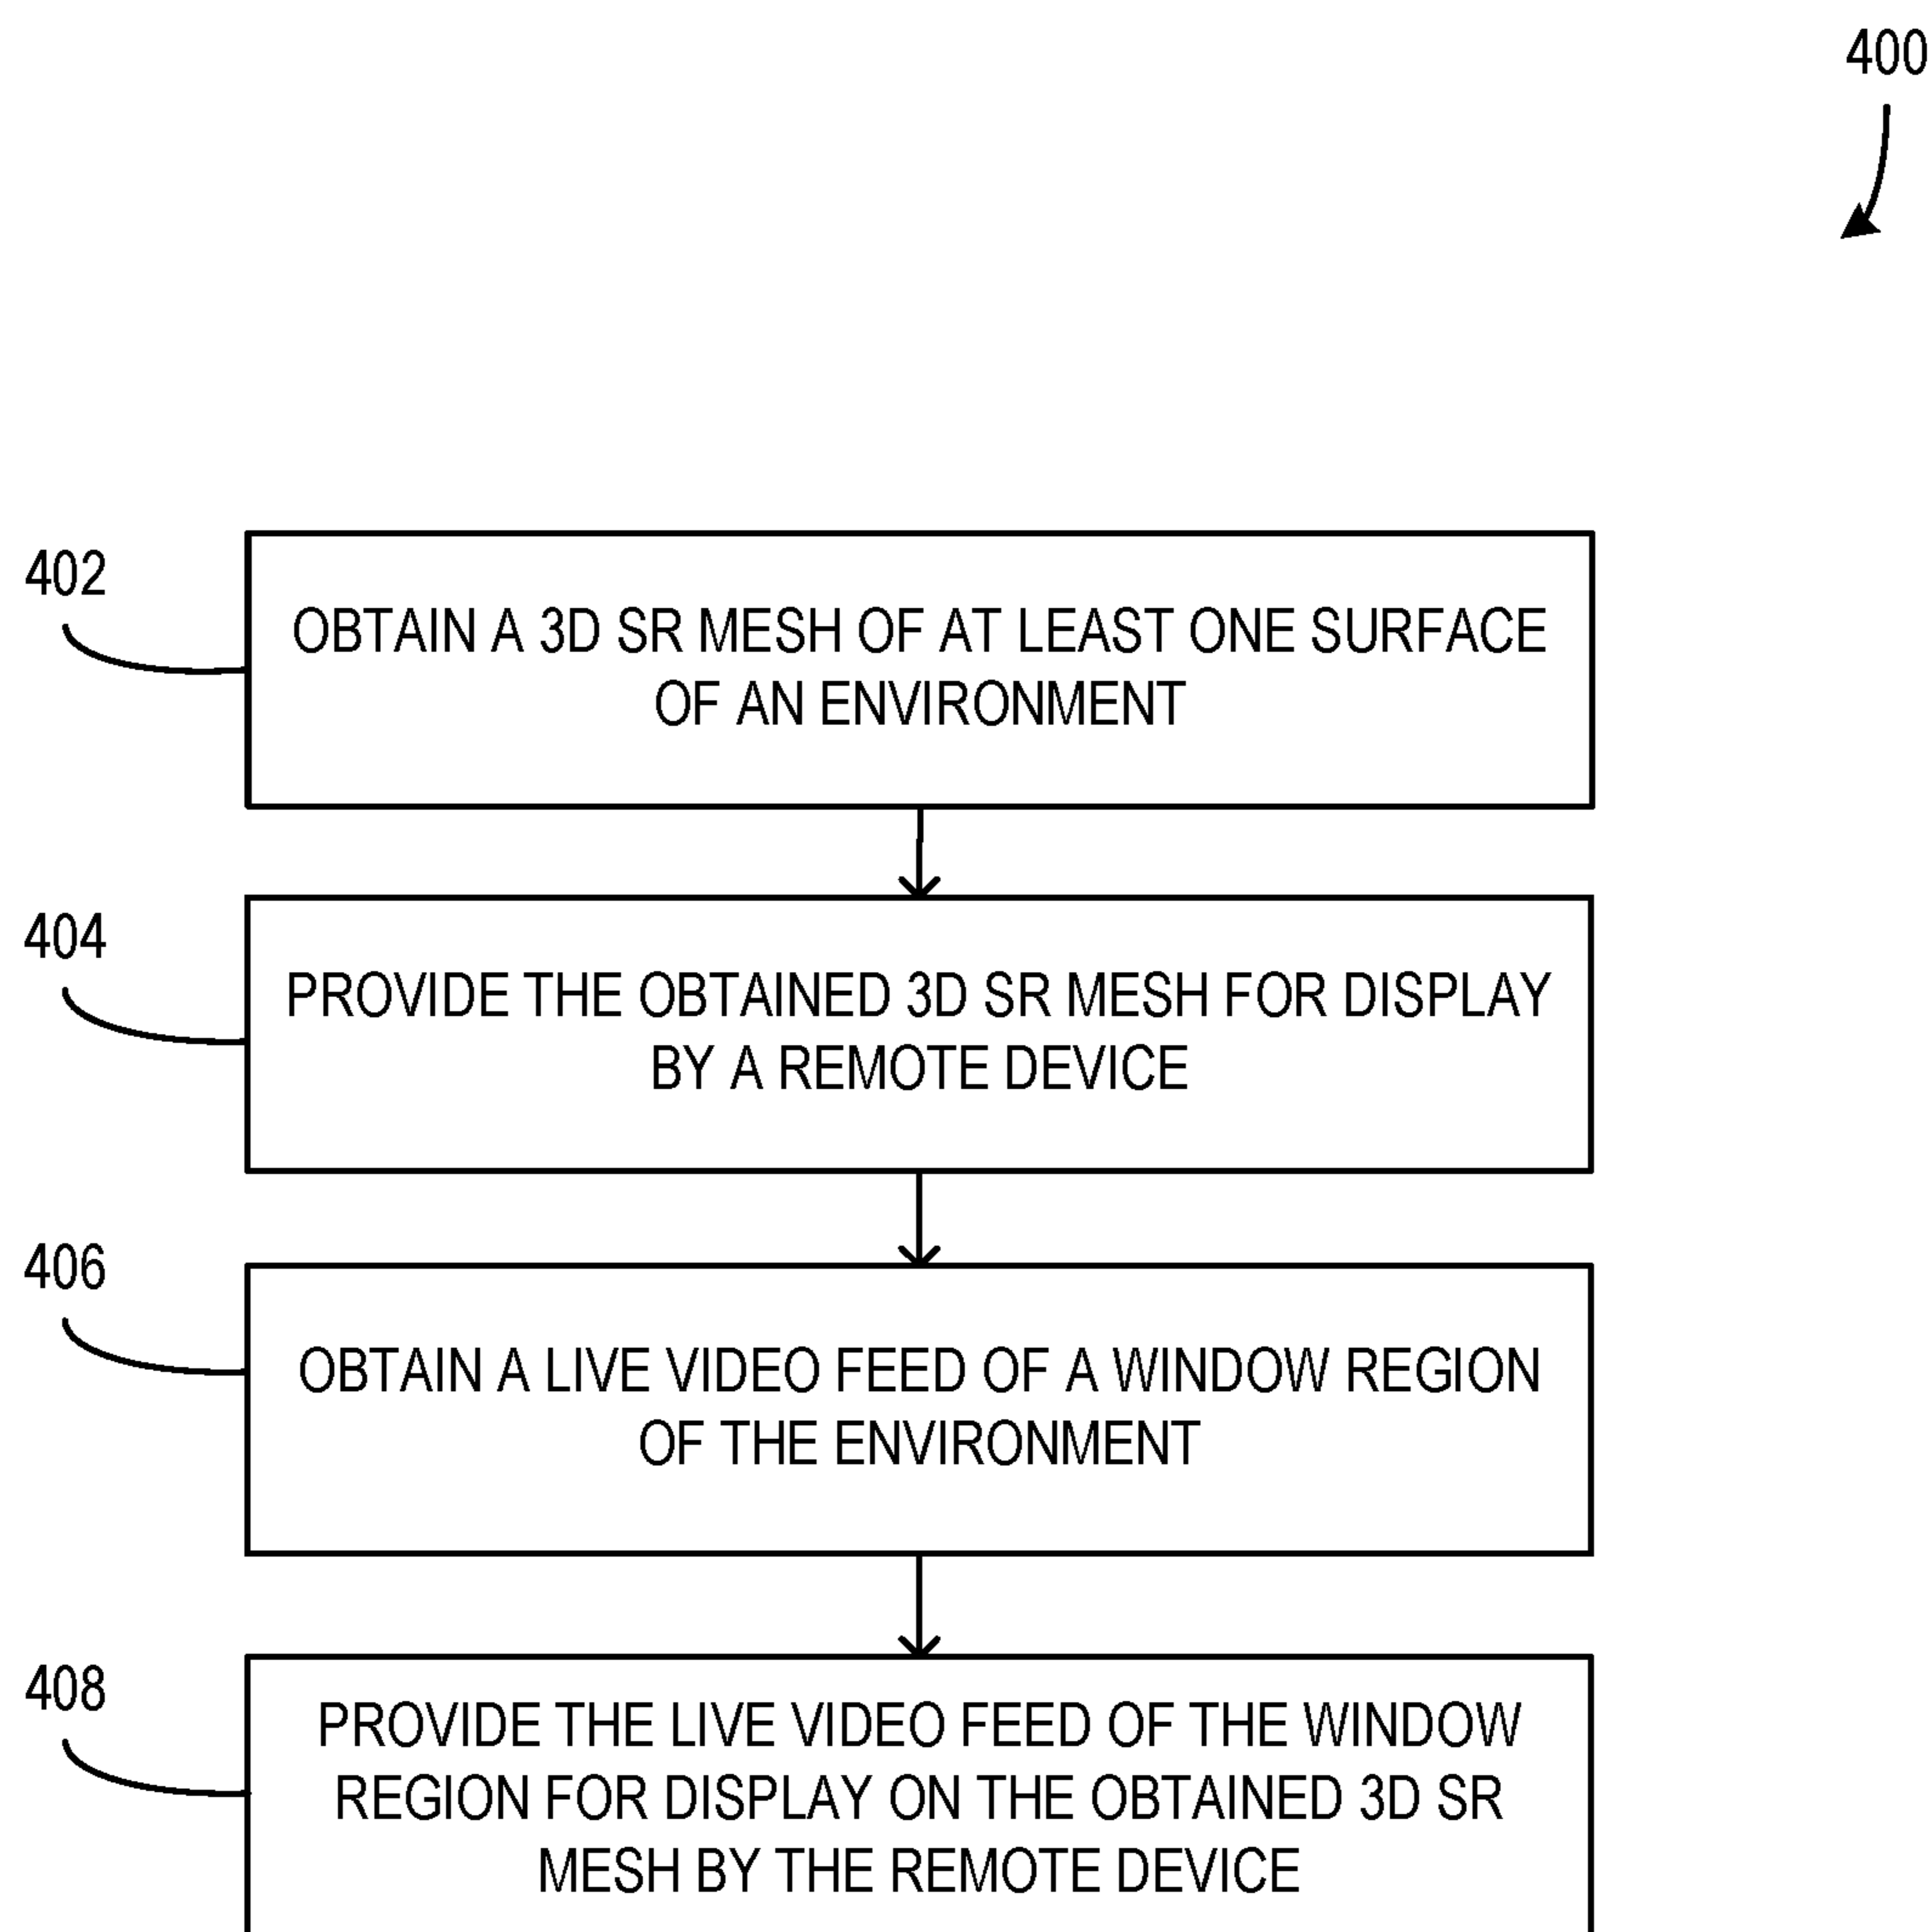 400
402
OBTAIN A 3D SR MESH OF AT LEAST ONE SURFACE
OF AN ENVIRONMENT
404
PROVIDE THE OBTAINED 3D SR MESH FOR DISPLAY
BY A REMOTE DEVICE
406
OBTAIN A LIVE VIDEO FEED OF A WINDOW REGION
OF THE ENVIRONMENT
408
PROVIDE THE LIVE VIDEO FEED OF THE WINDOW
REGION FOR DISPLAY ON THE OBTAINED 3D SR
MESH BY THE REMOTE DEVICE